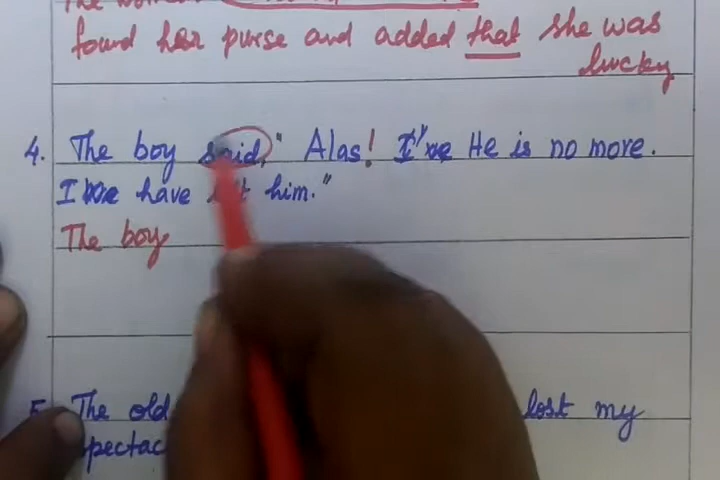 found her purse and added that she was
lucky
4. The boy said," Alas! I've He is no more.
I have him."
The boy
5. The old lost my
spectac